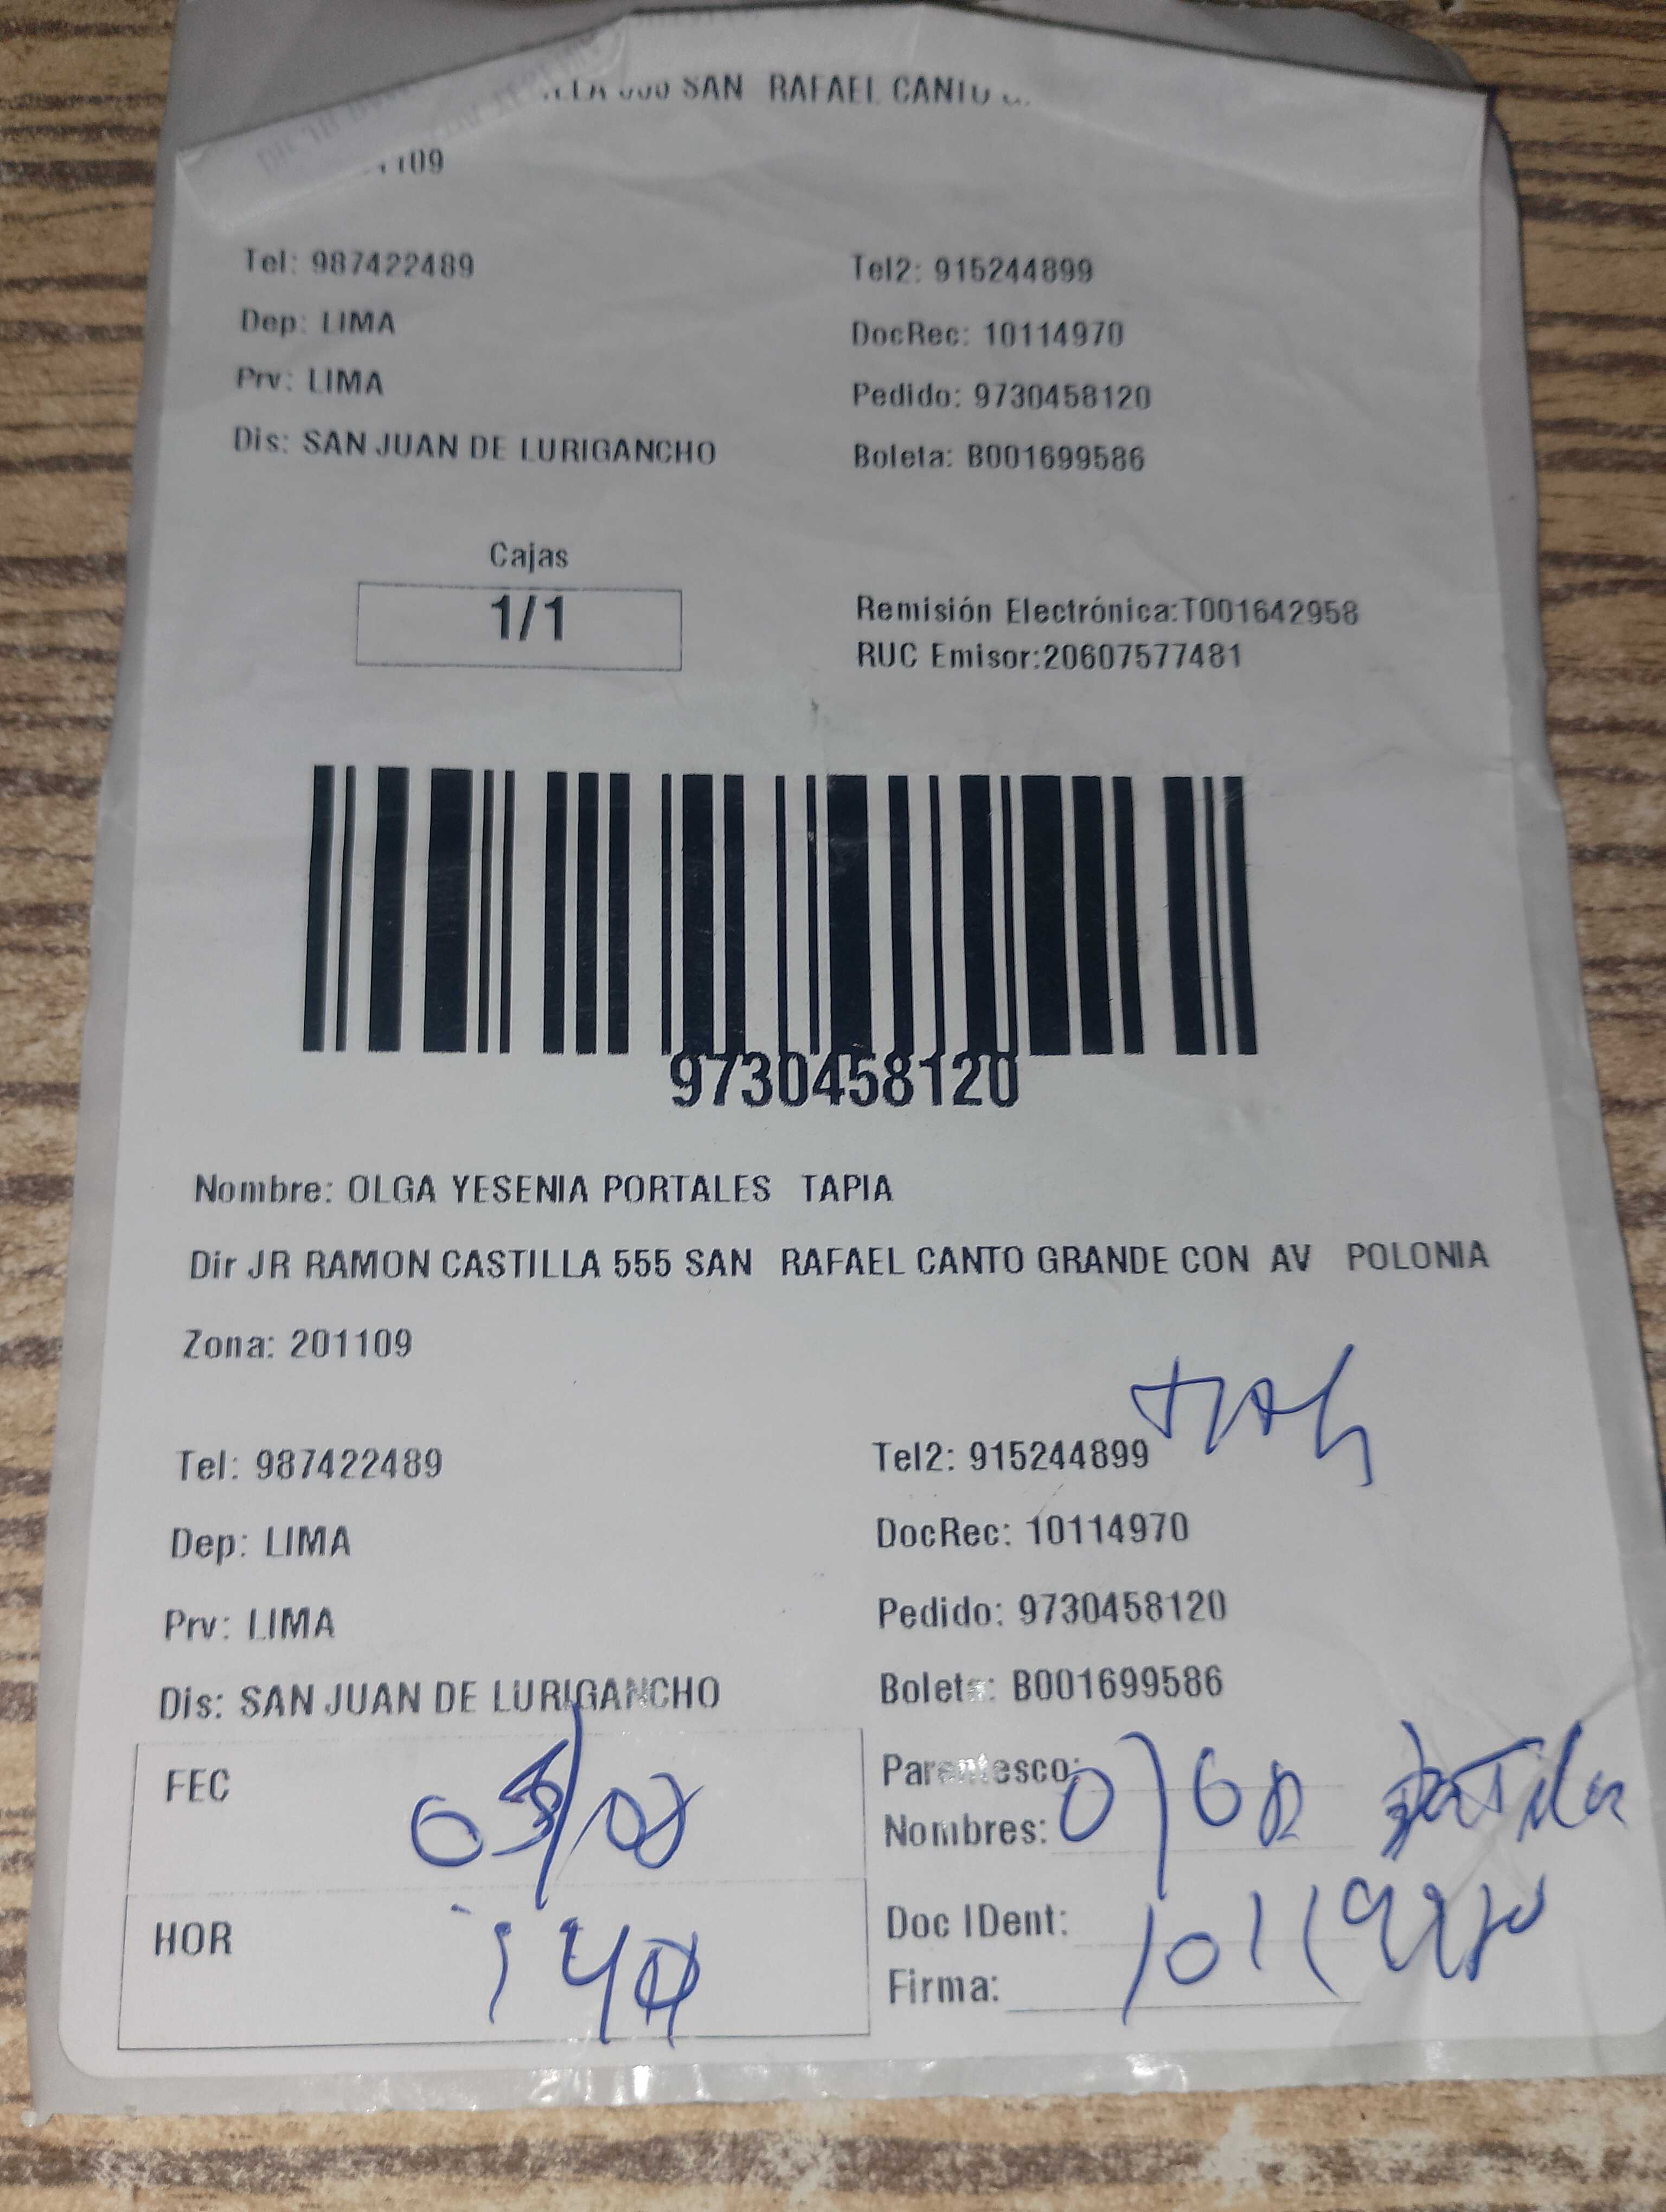 SAN RAFAEL
109
Tel: 987422489 Tel2: 915244899
Dep: LIMA DocRec: 10114970
Prv: LIMA Pedido: 9730458120
Dis: SAN JUAN DE LURIGANCHO Boleta: B001699586
Cajas
1/1
Remisión Electrónica:T001642958
RUC Emisor:20607577481
9730458120
Nombre: OLGA YESENIA PORTALES TAPIA
Dir JR RAMON CASTILLA 555 SAN RAFAEL CANTO GRANDE CON AV POLONIA
Zona: 201109
Tel: 987422489 Tel2: 915244899
Dep: LIMA DocRec: 10114970
Prv: LIMA Pedido: 9730458120
Dis: SAN JUAN DE LURIGANCHO Boleta: B001699586
FEC
HOR
Parentesco:
Nombres:
Doc IDent:
Firma: